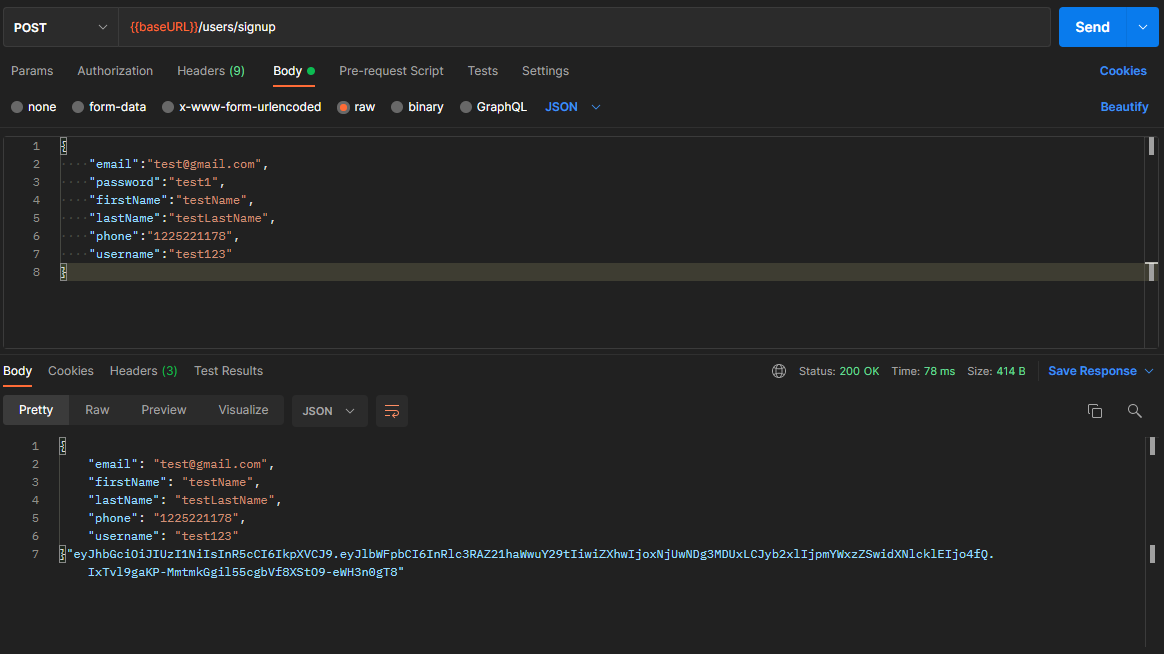 POST {{baseURL}}/users/signup Send
Params Authorization Headers (9) Body Pre-request Script Tests Settings Cookies
none form-data x-www-form-urlencoded raw binary GraphQL JSON Beautify
1 {
2 "email":"test@gmail.com",
3 "password":"test1",
4 "firstName":"testName",
5 "lastName":"testLastName",
6 "phone":"1225221178",
7 "username":"test123"
8 }
Body Cookies Headers (3) Test Results Status: 200 OK Time: 78 ms Size: 414 B Save Response
Pretty Raw Preview Visualize JSON
1 {
2 "email": "test@gmail.com",
3 "firstName": "testName",
4 "lastName": "testLastName",
5 "phone": "1225221178",
6 "username": "test123"
7 }"eyJhbGciOiJIUzI1NiIsInR5cCI6IkpXVCJ9.eyJlbWFpbCI6InRlc3RAZ21haWwuY29tIiwiZXhwIjoxNjUwNDg3MDUxLCJyb2xlIjpmYWxzZSwidXNlcklEIjo4fQ.
IxTvl9gaKP-MmtmkGgil55cgbVf8XStO9-eWH3n0gT8"